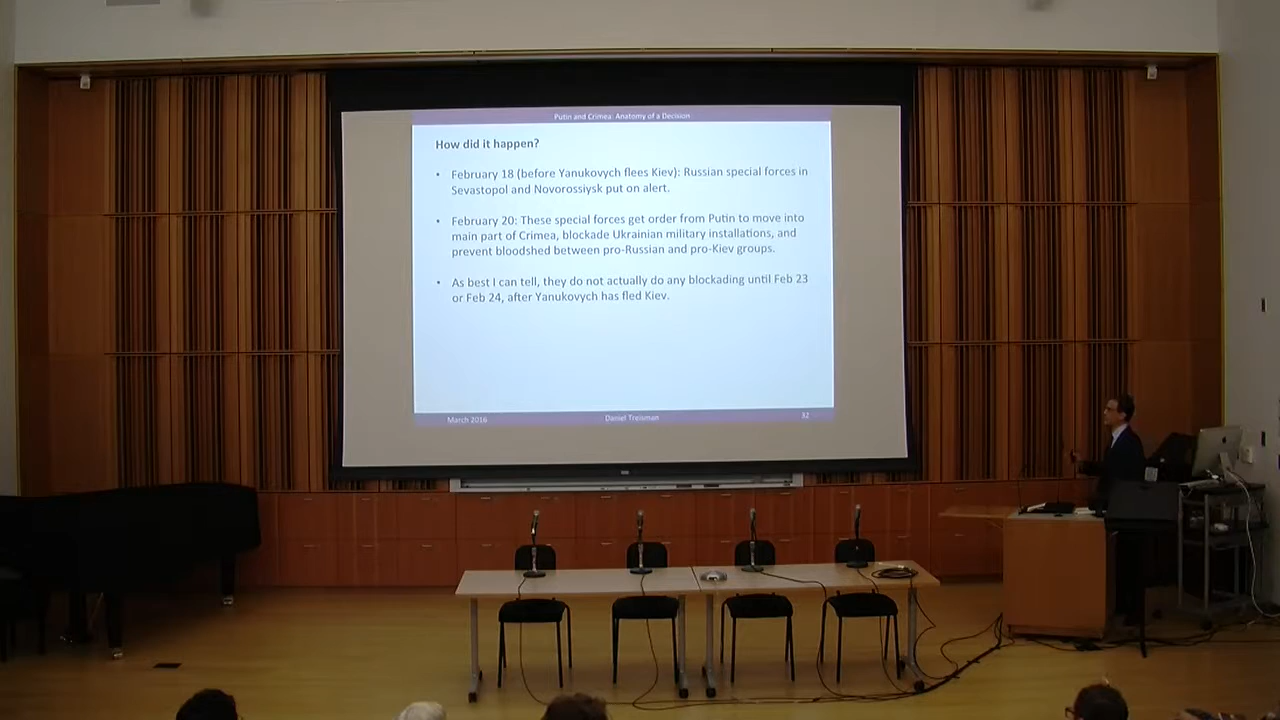 Putin and Crimea: Anatomy of a Decision
How did it happen?
• February 18 (before Yanukovych flees Kiev): Russian special forces in
Sevastopol and Novorossiysk put on alert.
• February 20: These special forces get order from Putin to move into
main part of Crimea, blockade Ukrainian military installations, and
prevent bloodshed between pro-Russian and pro-Kiev groups.
• As best I can tell, they do not actually do any blockading until Feb 23
or Feb 24, after Yanukovych has fled Kiev.
March 2016 Daniel Treisman 32